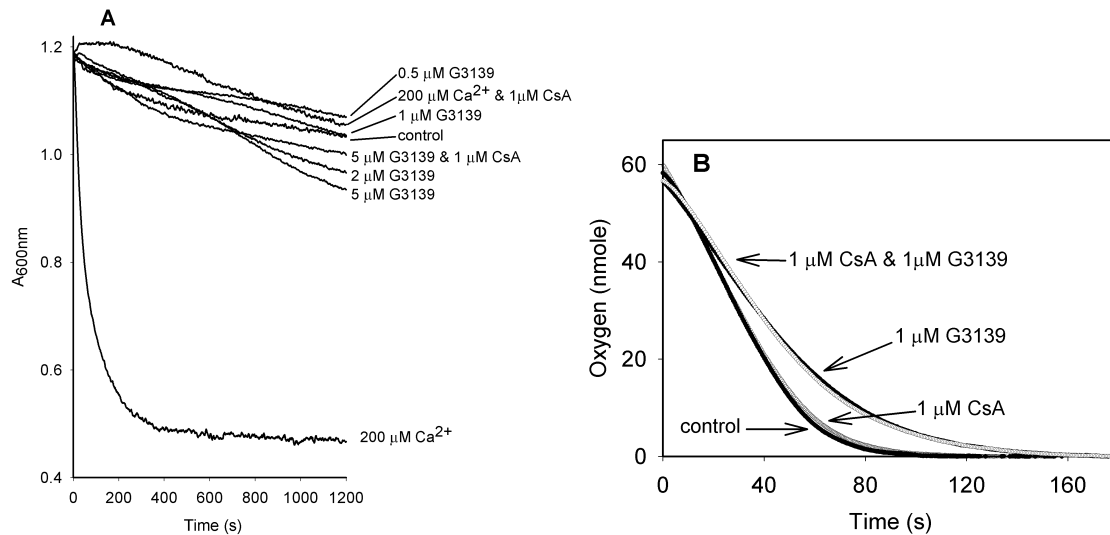 A
1.2
1.0
0.8
0.6
0.4
A600nm
0 200 400 600 800 1000 1200
Time (s)
0.5 μM G3139
200 μM Ca2+ & 1μM CsA
1 μM G3139
control
5 μM G3139 & 1 μM CsA
2 μM G3139
5 μM G3139
200 μM Ca2+
B
60
40
20
0
Oxygen (nmole)
0 40 80 120 160
Time (s)
1 μM CsA & 1μM G3139
1 μM G3139
1 μM CsA
control